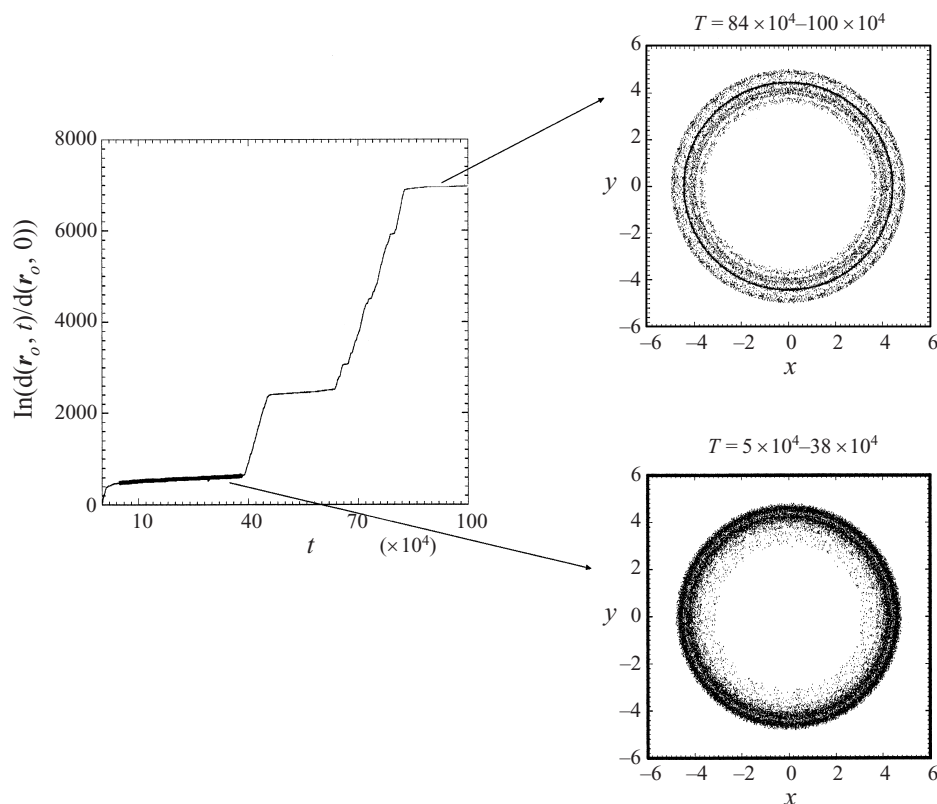 8000
6000
4000
2000
0
10
40
70
100
t
(×10⁴)
ln(d(rₒ, t)/d(rₒ, 0))
T = 84 × 10⁴–100 × 10⁴
6
4
2
0
–2
–4
–6
y
–6 –4 –2 0 2 4 6
x
T = 5 × 10⁴–38 × 10⁴
6
4
2
0
–2
–4
–6
y
–6 –4 –2 0 2 4 6
x